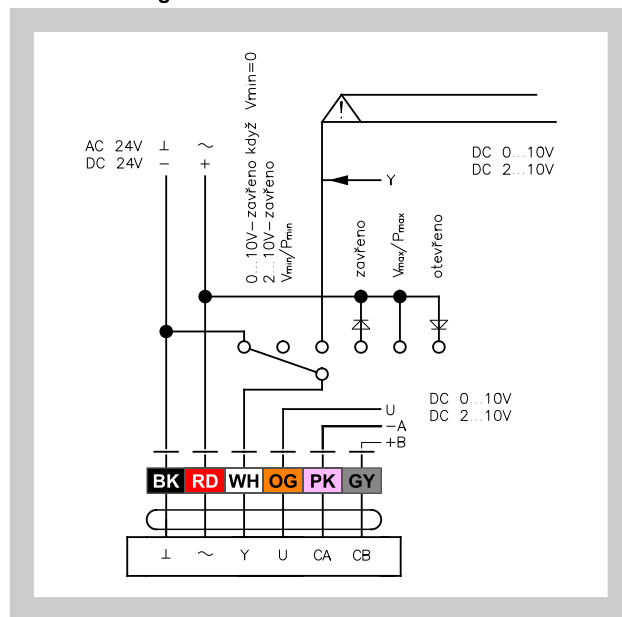 AC 24V ⊥ ~
DC 24V – +
0...10V–zavřeno když Vmin=0
2...10V–zavřeno
Vmin/Pmin
!
DC 0...10V
DC 2...10V
Y
zavřeno
Vmax/Pmax
otevřeno
U
–A
+B
DC 0...10V
DC 2...10V
BK RD WH OG PK GY
⊥ ~ Y U CA CB